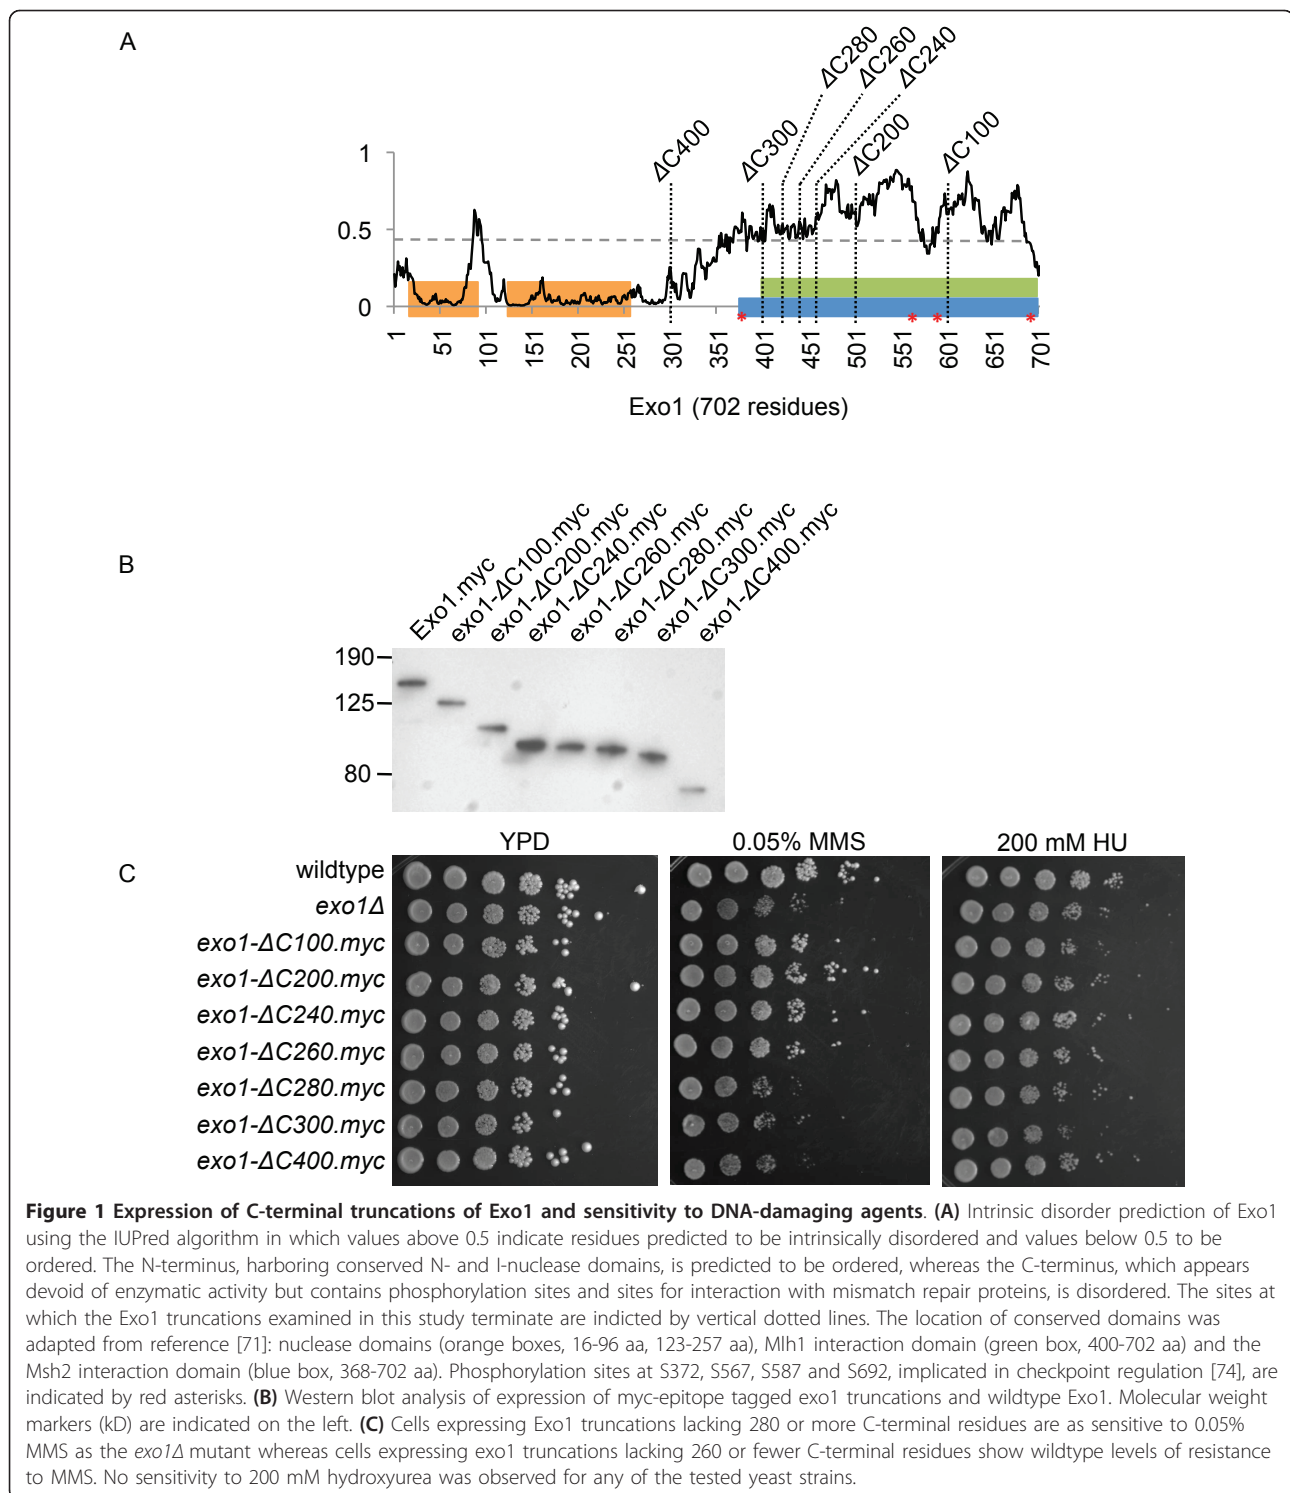 A
ΔC280
ΔC260
ΔC240
ΔC400
ΔC300
ΔC200
ΔC100
1
0.5
0
1
51
101
151
201
251
301
351
401
451
501
551
601
651
701
Exo1 (702 residues)
B
Exo1.myc
exo1-ΔC100.myc
exo1-ΔC200.myc
exo1-ΔC240.myc
exo1-ΔC260.myc
exo1-ΔC280.myc
exo1-ΔC300.myc
exo1-ΔC400.myc
190
125
80
C
YPD
0.05% MMS
200 mM HU
wildtype
exo1Δ
exo1-ΔC100.myc
exo1-ΔC200.myc
exo1-ΔC240.myc
exo1-ΔC260.myc
exo1-ΔC280.myc
exo1-ΔC300.myc
exo1-ΔC400.myc
Figure 1 Expression of C-terminal truncations of Exo1 and sensitivity to DNA-damaging agents. (A) Intrinsic disorder prediction of Exo1
using the IUPred algorithm in which values above 0.5 indicate residues predicted to be intrinsically disordered and values below 0.5 to be
ordered. The N-terminus, harboring conserved N- and I-nuclease domains, is predicted to be ordered, whereas the C-terminus, which appears
devoid of enzymatic activity but contains phosphorylation sites and sites for interaction with mismatch repair proteins, is disordered. The sites at
which the Exo1 truncations examined in this study terminate are indicted by vertical dotted lines. The location of conserved domains was
adapted from reference [71]: nuclease domains (orange boxes, 16-96 aa, 123-257 aa), Mlh1 interaction domain (green box, 400-702 aa) and the
Msh2 interaction domain (blue box, 368-702 aa). Phosphorylation sites at S372, S567, S587 and S692, implicated in checkpoint regulation [74], are
indicated by red asterisks. (B) Western blot analysis of expression of myc-epitope tagged exo1 truncations and wildtype Exo1. Molecular weight
markers (kD) are indicated on the left. (C) Cells expressing Exo1 truncations lacking 280 or more C-terminal residues are as sensitive to 0.05%
MMS as the exo1Δ mutant whereas cells expressing exo1 truncations lacking 260 or fewer C-terminal residues show wildtype levels of resistance
to MMS. No sensitivity to 200 mM hydroxyurea was observed for any of the tested yeast strains.